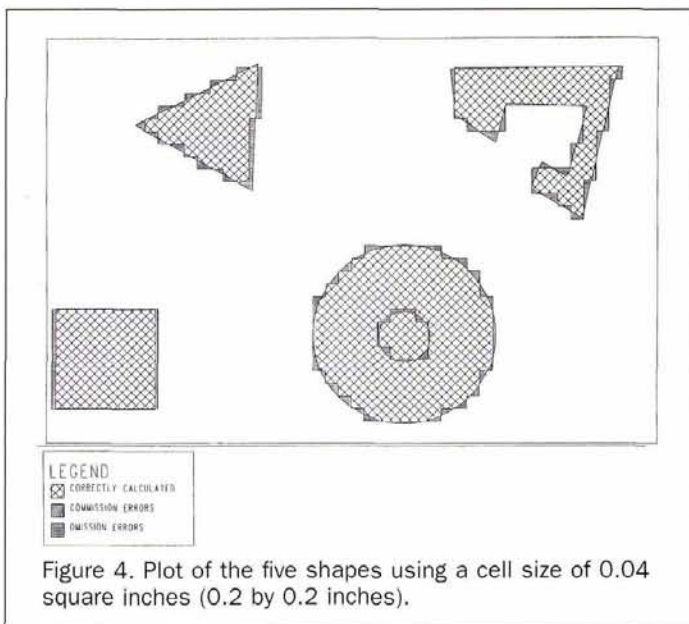 LEGEND
CORRECTLY CALCULATED
COMMISSION ERRORS
OMISSION ERRORS
Figure 4. Plot of the five shapes using a cell size of 0.04
square inches (0.2 by 0.2 inches).